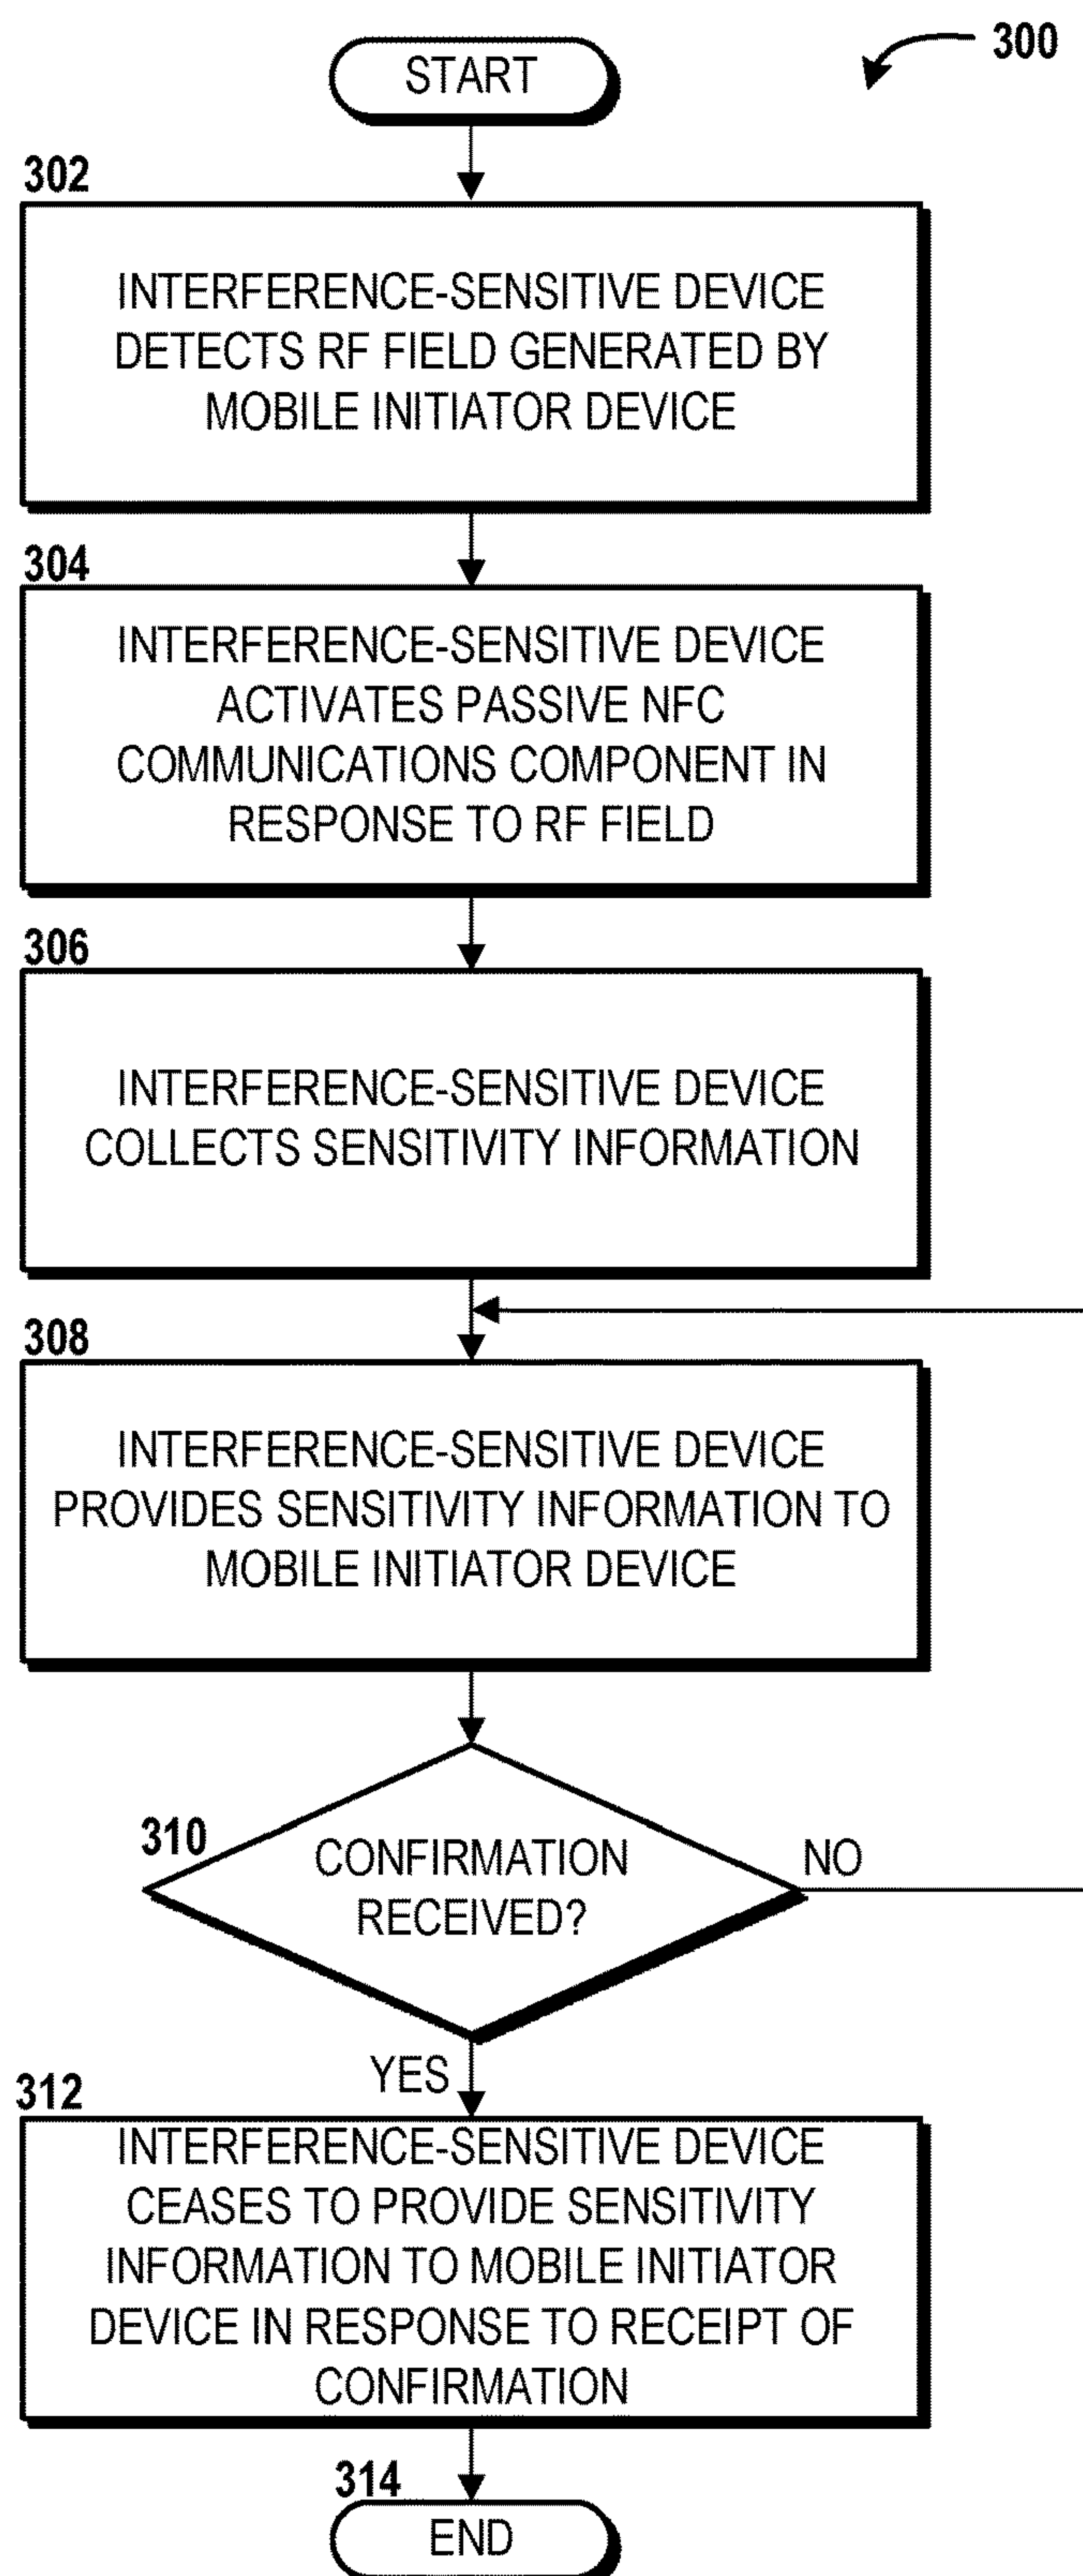 300
START
302
INTERFERENCE-SENSITIVE DEVICE
DETECTS RF FIELD GENERATED BY
MOBILE INITIATOR DEVICE
304
INTERFERENCE-SENSITIVE DEVICE
ACTIVATES PASSIVE NFC
COMMUNICATIONS COMPONENT IN
RESPONSE TO RF FIELD
306
INTERFERENCE-SENSITIVE DEVICE
COLLECTS SENSITIVITY INFORMATION
308
INTERFERENCE-SENSITIVE DEVICE
PROVIDES SENSITIVITY INFORMATION TO
MOBILE INITIATOR DEVICE
310
CONFIRMATION
RECEIVED?
NO
YES
312
INTERFERENCE-SENSITIVE DEVICE
CEASES TO PROVIDE SENSITIVITY
INFORMATION TO MOBILE INITIATOR
DEVICE IN RESPONSE TO RECEIPT OF
CONFIRMATION
314
END